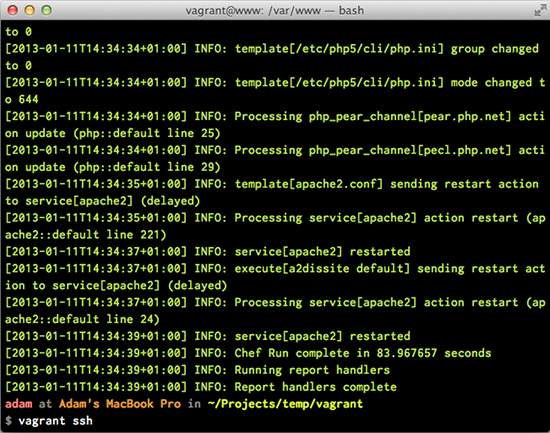 vagrant@www: /var/www — bash
to 0
[2013-01-11T14:34:34+01:00] INFO: template[/etc/php5/cli/php.ini] group changed
to 0
[2013-01-11T14:34:34+01:00] INFO: template[/etc/php5/cli/php.ini] mode changed t
o 644
[2013-01-11T14:34:34+01:00] INFO: Processing php_pear_channel[pear.php.net] acti
on update (php::default line 25)
[2013-01-11T14:34:34+01:00] INFO: Processing php_pear_channel[pecl.php.net] acti
on update (php::default line 29)
[2013-01-11T14:34:35+01:00] INFO: template[apache2.conf] sending restart action
to service[apache2] (delayed)
[2013-01-11T14:34:35+01:00] INFO: Processing service[apache2] action restart (ap
ache2::default line 221)
[2013-01-11T14:34:37+01:00] INFO: service[apache2] restarted
[2013-01-11T14:34:37+01:00] INFO: execute[a2dissite default] sending restart act
ion to service[apache2] (delayed)
[2013-01-11T14:34:37+01:00] INFO: Processing service[apache2] action restart (ap
ache2::default line 24)
[2013-01-11T14:34:39+01:00] INFO: service[apache2] restarted
[2013-01-11T14:34:39+01:00] INFO: Chef Run complete in 83.967657 seconds
[2013-01-11T14:34:39+01:00] INFO: Running report handlers
[2013-01-11T14:34:39+01:00] INFO: Report handlers complete
adam at Adam's MacBook Pro in ~/Projects/temp/vagrant
$ vagrant ssh